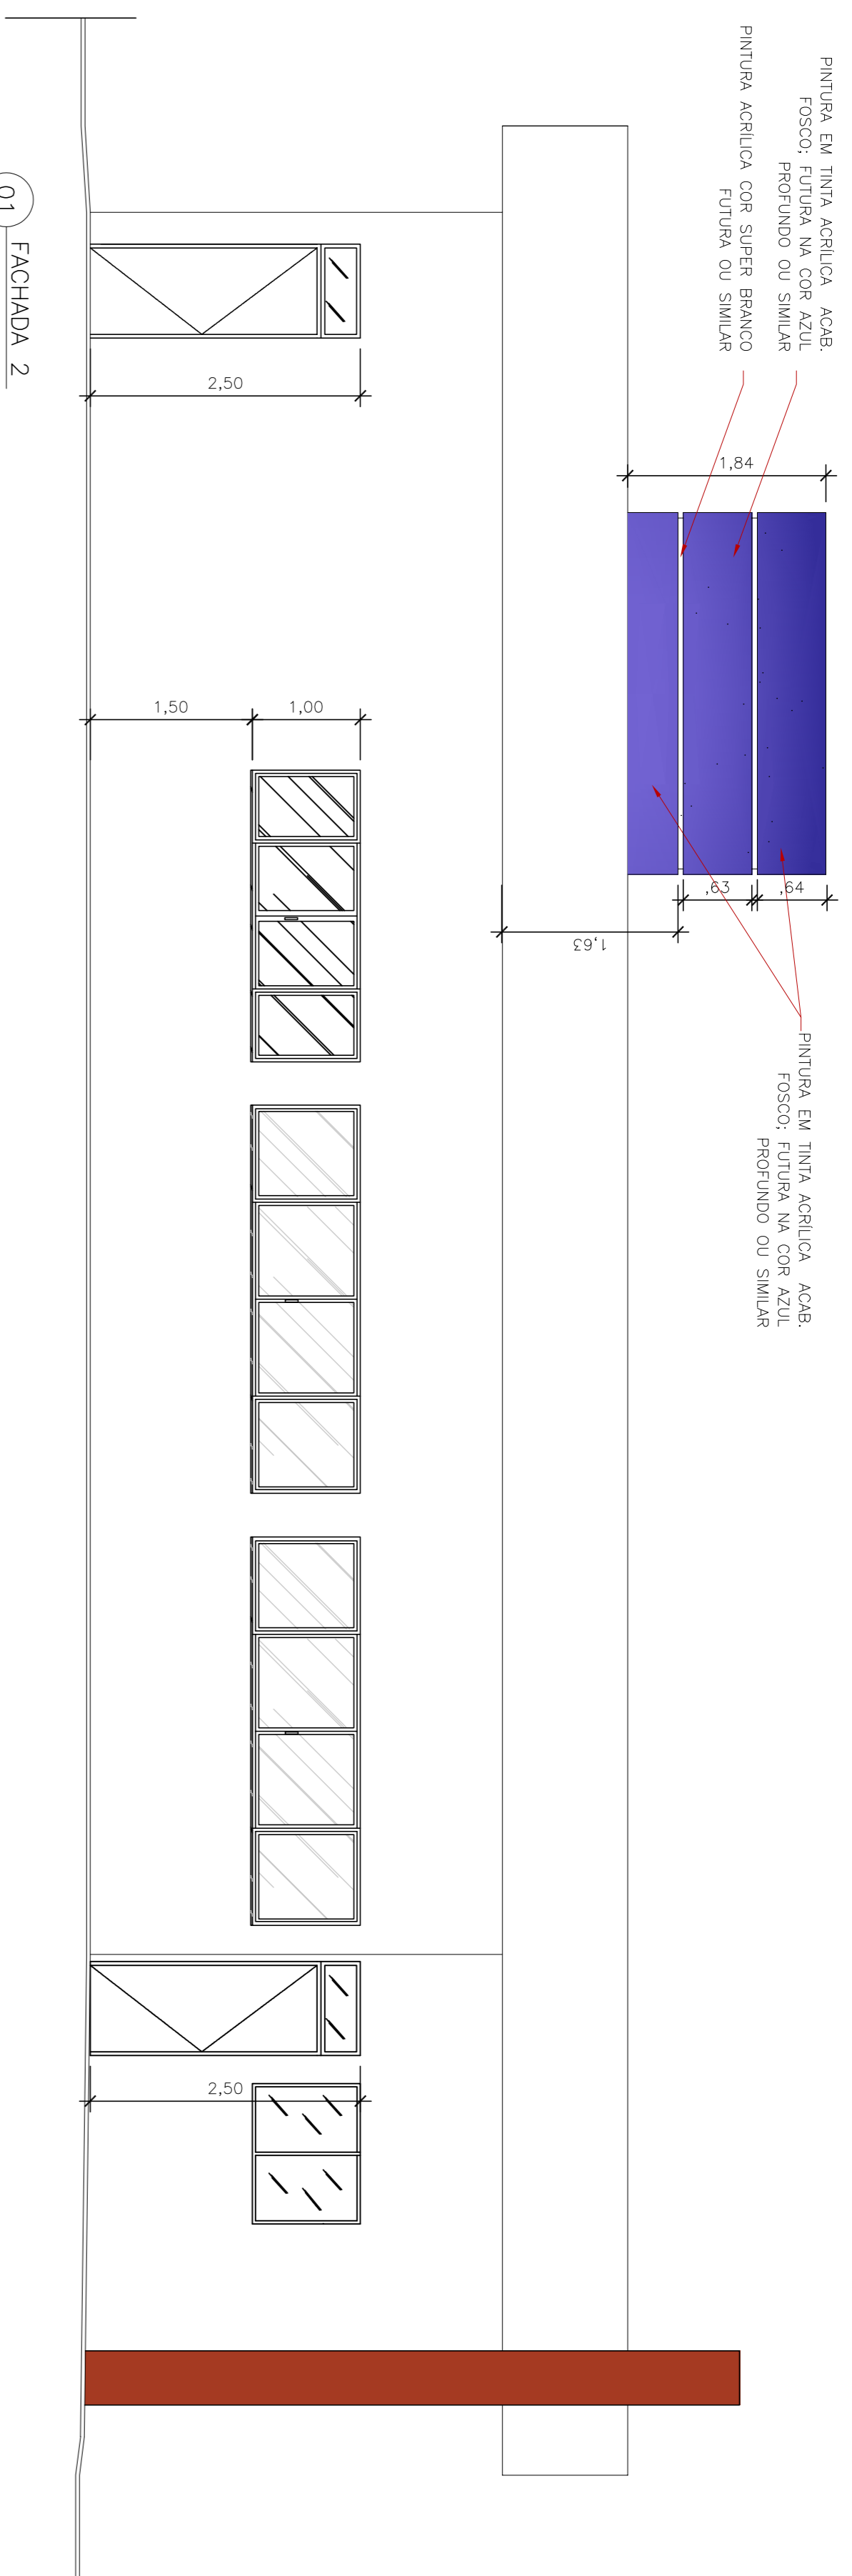 PINTURA EM TINTA ACRÍLICA ACAB.
FOSCO; FUTURA NA COR AZUL
PROFUNDO OU SIMILAR
PINTURA ACRÍLICA COR SUPER BRANCO
FUTURA OU SIMILAR
1,84
,64
,63
1,63
PINTURA EM TINTA ACRÍLICA ACAB.
FOSCO; FUTURA NA COR AZUL
PROFUNDO OU SIMILAR
2,50
1,00
1,50
2,50
01
FACHADA 2